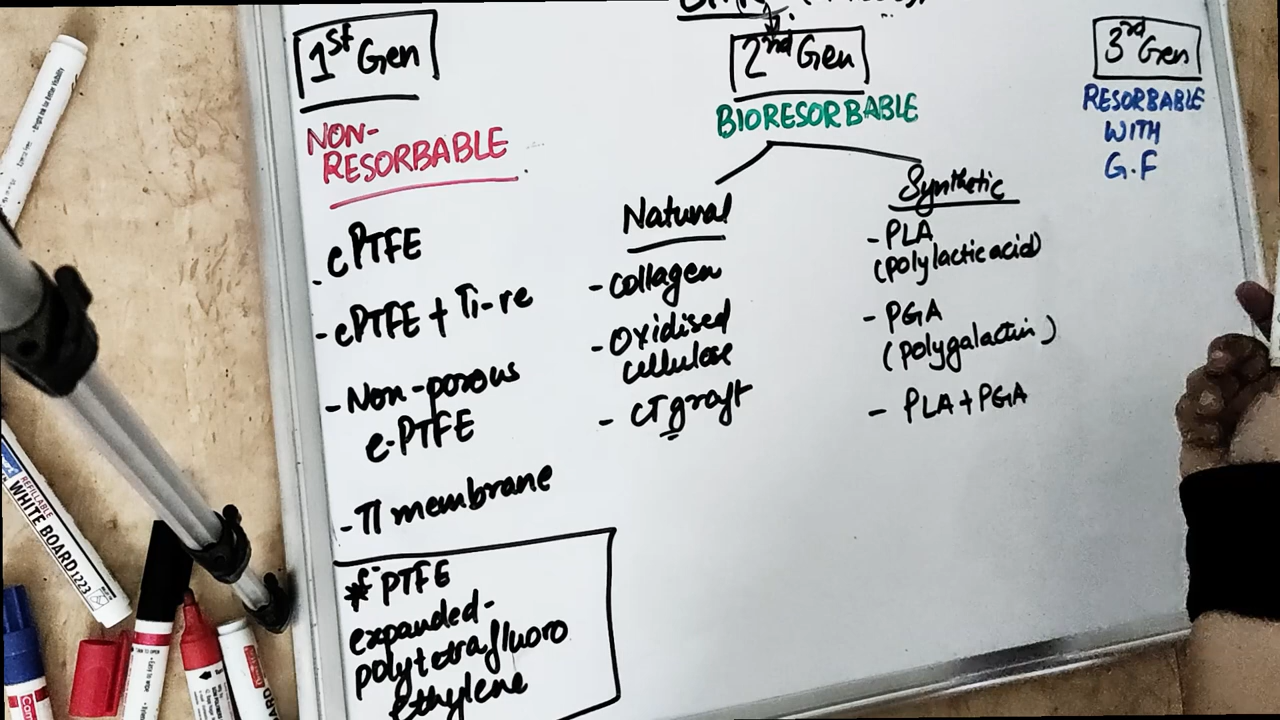 1st Gen
NON-
RESORBABLE
ePTFE
- ePTFE + Ti-re
- Non-porous
e-PTFE
- TI membrane
*PTFE
expanded-
polytetrafluoro
ethylene
2nd Gen
BIORESORBABLE
Natural
- collagen
- Oxidised
cellulose
- CT graft
Synthetic
- PLA
(polylactic acid)
- PGA
(polygalactin)
- PLA + PGA
3rd Gen
RESORBABLE
WITH
G.F
REFILLABLE
WHITE BOARD 1223